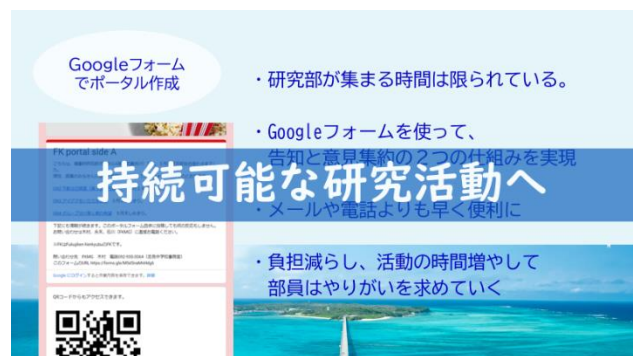 Googleフォーム
でポータル作成
・研究部が集まる時間は限られている。
・Googleフォームを使って、
告知と意見集約の２つの仕組みを実現
持続可能な研究活動へ
・メールや電話よりも早く便利に
・負担減らし、活動の時間増やして
部員はやりがいを求めていく
FK portal side A
QRコードからもアクセスできます。